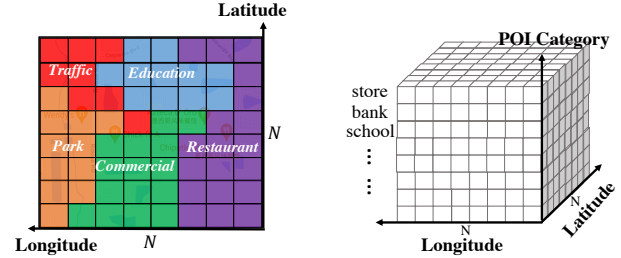 Latitude
Traffic
Education
N
Park
Restaurant
Commercial
Longitude
N
POI Category
store
bank
school
N
Latitude
N
Longitude